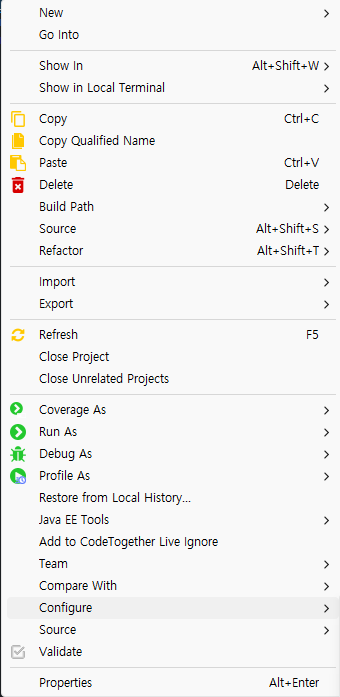 New
Go Into
Show In Alt+Shift+W
Show in Local Terminal
Copy Ctrl+C
Copy Qualified Name
Paste Ctrl+V
Delete Delete
Build Path
Source Alt+Shift+S
Refactor Alt+Shift+T
Import
Export
Refresh F5
Close Project
Close Unrelated Projects
Coverage As
Run As
Debug As
Profile As
Restore from Local History...
Java EE Tools
Add to CodeTogether Live Ignore
Team
Compare With
Configure
Source
Validate
Properties Alt+Enter